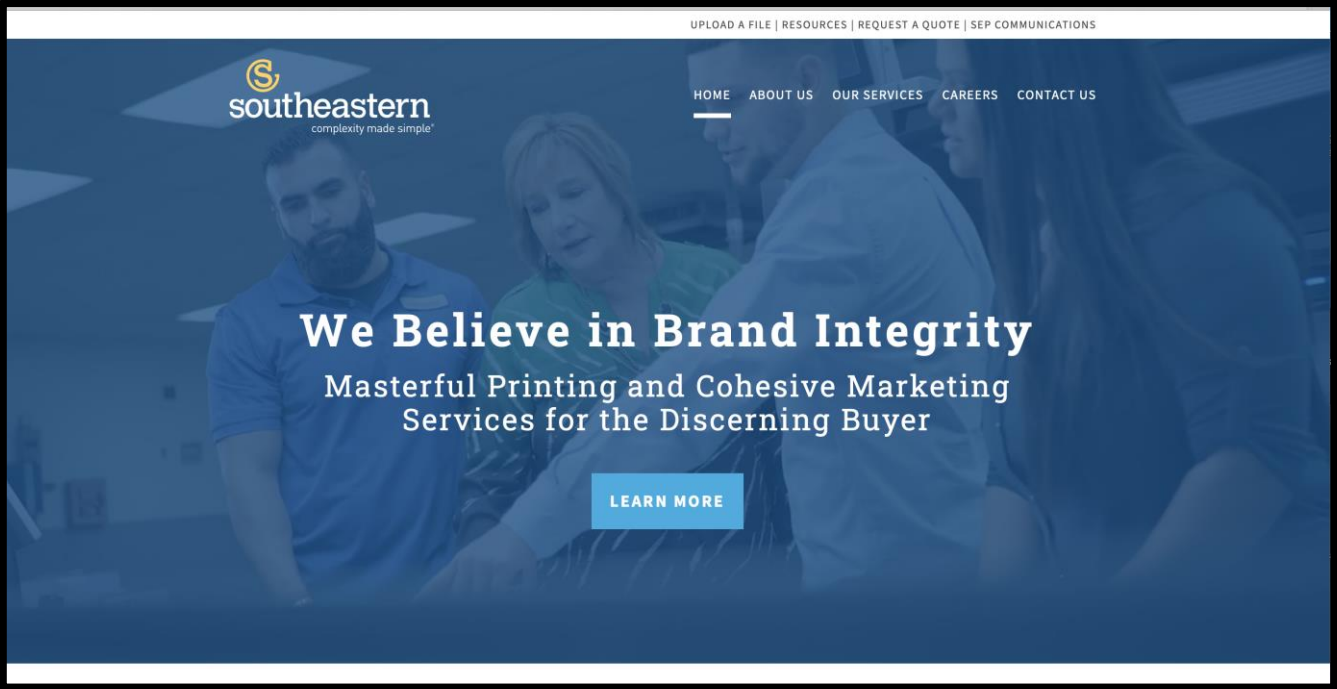 UPLOAD A FILE | RESOURCES | REQUEST A QUOTE | SEP COMMUNICATIONS
southeastern
complexity made simple®
HOME ABOUT US OUR SERVICES CAREERS CONTACT US
We Believe in Brand Integrity
Masterful Printing and Cohesive Marketing
Services for the Discerning Buyer
LEARN MORE